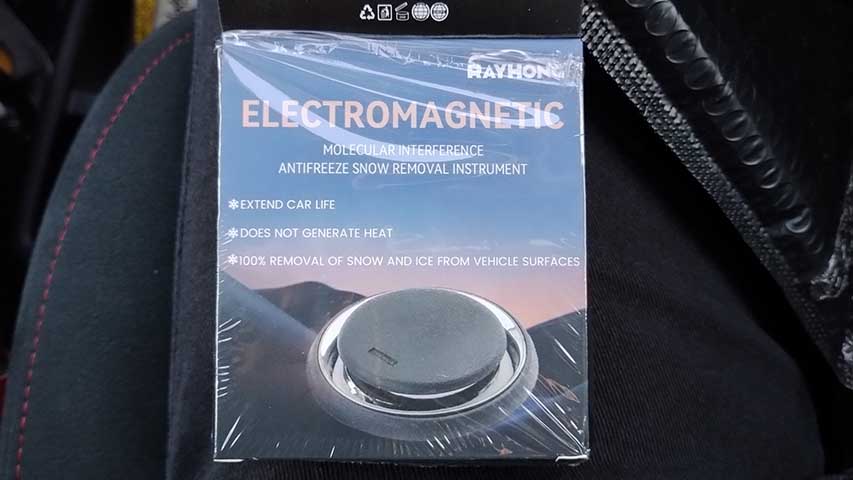 RAYHONG
ELECTROMAGNETIC
MOLECULAR INTERFERENCE
ANTIFREEZE SNOW REMOVAL INSTRUMENT
*EXTEND CAR LIFE
*DOES NOT GENERATE HEAT
*100% REMOVAL OF SNOW AND ICE FROM VEHICLE SURFACES